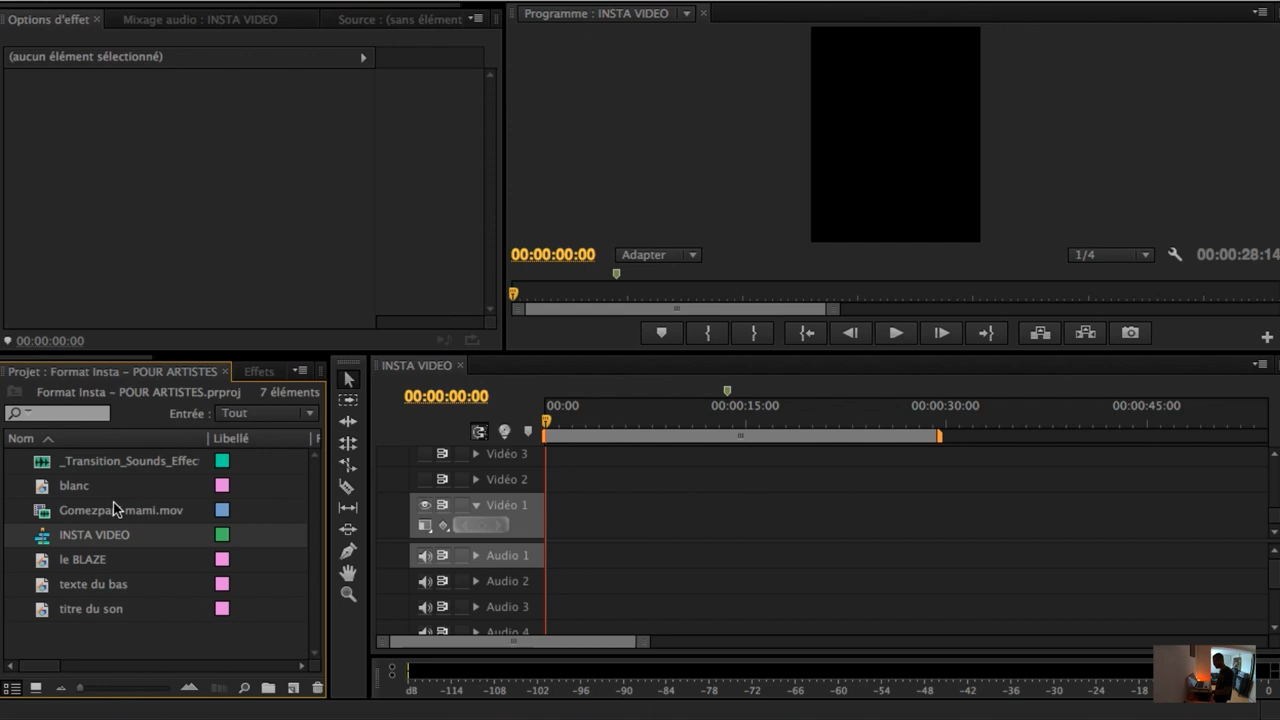 Options d'effet
Mixage audio : INSTA VIDEO
Source : (sans élément
Programme : INSTA VIDEO
(aucun élément sélectionné)
00:00:00:00
Adapter
1/4
00:00:28:14
00:00:00:00
Projet : Format Insta – POUR ARTISTES
Effets
Format Insta – POUR ARTISTES.prproj
7 éléments
Entrée :
Tout
Nom
Libellé
_Transition_Sounds_Effec
blanc
mami.mov
INSTA VIDEO
le BLAZE
texte du bas
titre du son
INSTA VIDEO
00:00:00:00
00:00
00:00:15:00
00:00:30:00
00:00:45:00
Vidéo 3
Vidéo 2
Vidéo 1
Audio 1
Audio 2
Audio 3
Audio 4
dB
-114
-108
-102
-96
-90
-84
-78
-72
-66
-60
-54
-48
-42
-36
-30
-24
-18
0